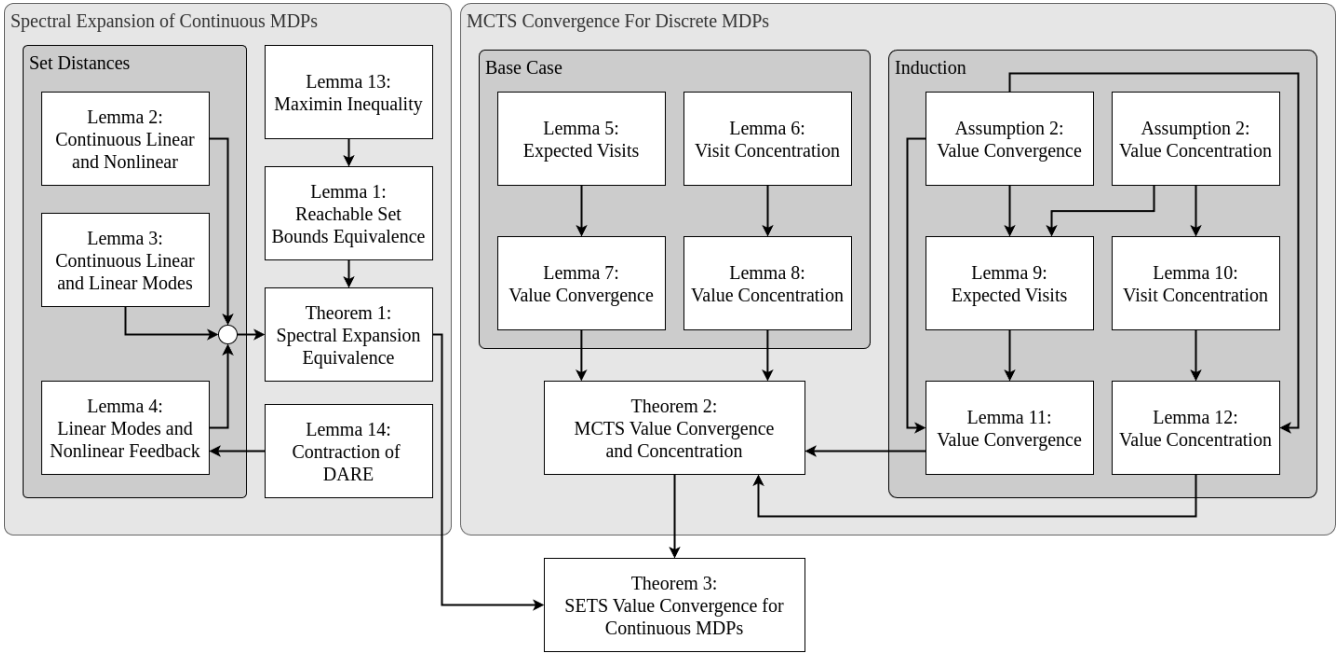 Spectral Expansion of Continuous MDPs
Set Distances
Lemma 2:
Continuous Linear
and Nonlinear
Lemma 3:
Continuous Linear
and Linear Modes
Lemma 4:
Linear Modes and
Nonlinear Feedback
Lemma 13:
Maximin Inequality
Lemma 1:
Reachable Set
Bounds Equivalence
Theorem 1:
Spectral Expansion
Equivalence
Lemma 14:
Contraction of
DARE
MCTS Convergence For Discrete MDPs
Base Case
Lemma 5:
Expected Visits
Lemma 6:
Visit Concentration
Lemma 7:
Value Convergence
Lemma 8:
Value Concentration
Induction
Assumption 2:
Value Convergence
Assumption 2:
Value Concentration
Lemma 9:
Expected Visits
Lemma 10:
Visit Concentration
Lemma 11:
Value Convergence
Lemma 12:
Value Concentration
Theorem 2:
MCTS Value Convergence
and Concentration
Theorem 3:
SETS Value Convergence for
Continuous MDPs